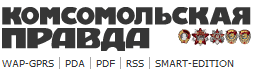 КОМСОМОЛЬСКАЯ
ПРАВДА
WAP-GPRS | PDA | PDF | RSS | SMART-EDITION